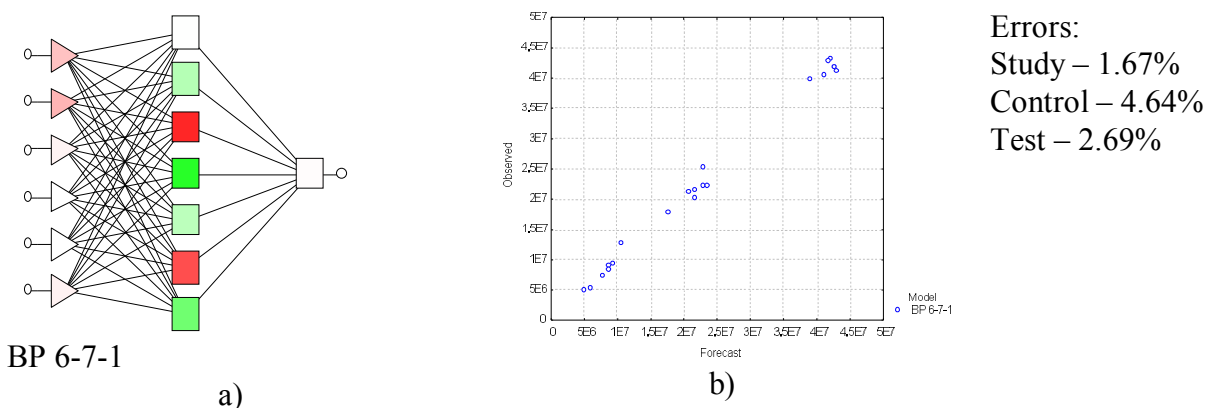 BP 6-7-1
a)
5E7
4,5E7
4E7
3,5E7
3E7
2,5E7
2E7
1,5E7
1E7
5E6
0
Observed
0 5E6 1E7 1,5E7 2E7 2,5E7 3E7 3,5E7 4E7 4,5E7 5E7
Forecast
Model
BP 6-7-1
b)
Errors:
Study – 1.67%
Control – 4.64%
Test – 2.69%